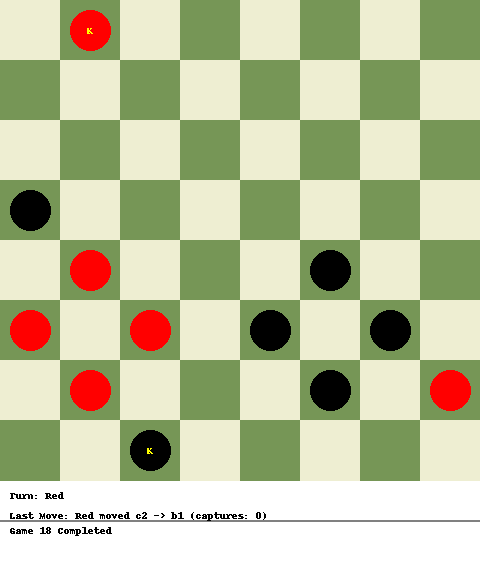 K
K
Turn: Red
Last Move: Red moved c2 -> b1 (captures: 0)
Game 18 Completed